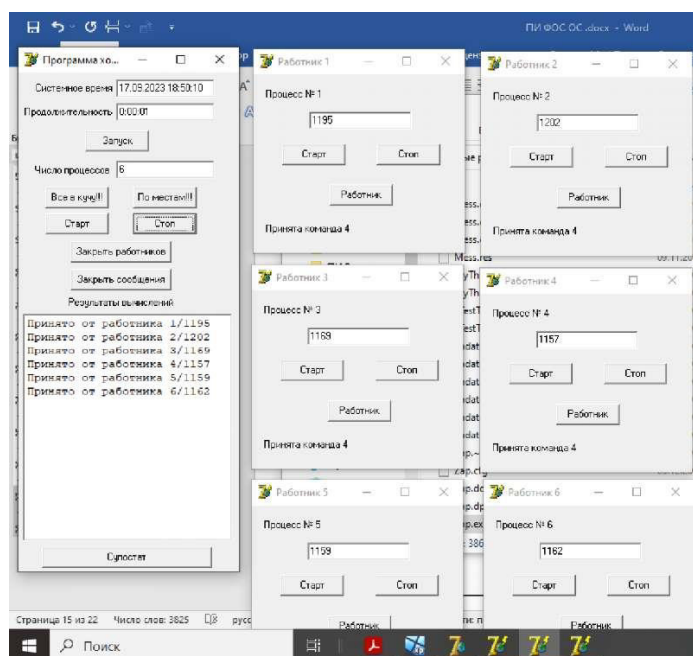 ПИ ФОС ОС.docx - Word
Программа хо...
Системное время 17.09.2023 18:50:10
Продолжительность 0:00:01
Запуск
Число процессов 6
Все в кучу!!! По местам!!!
Старт Стоп
Закрыть работников
Закрыть сообщения
Результаты вычислений
Принято от работника 1/1195
Принято от работника 2/1202
Принято от работника 3/1169
Принято от работника 4/1157
Принято от работника 5/1159
Принято от работника 6/1162
Супостат
Работник 1
Процесс № 1
1195
Старт Стоп
Работник
Принята команда 4
Работник 2
Процесс № 2
1202
Старт Стоп
Работник
Принята команда 4
Mess.res 09.11.20
Работник 3
Процесс № 3
1169
Старт Стоп
Работник
Принята команда 4
Работник 4
Процесс № 4
1157
Старт Стоп
Работник
Принята команда 4
Работник 5
Процесс № 5
1159
Старт Стоп
Работник
Работник 6
Процесс № 6
1162
Старт Стоп
Работник
Страница 15 из 22 Число слов: 3825 русс
Поиск